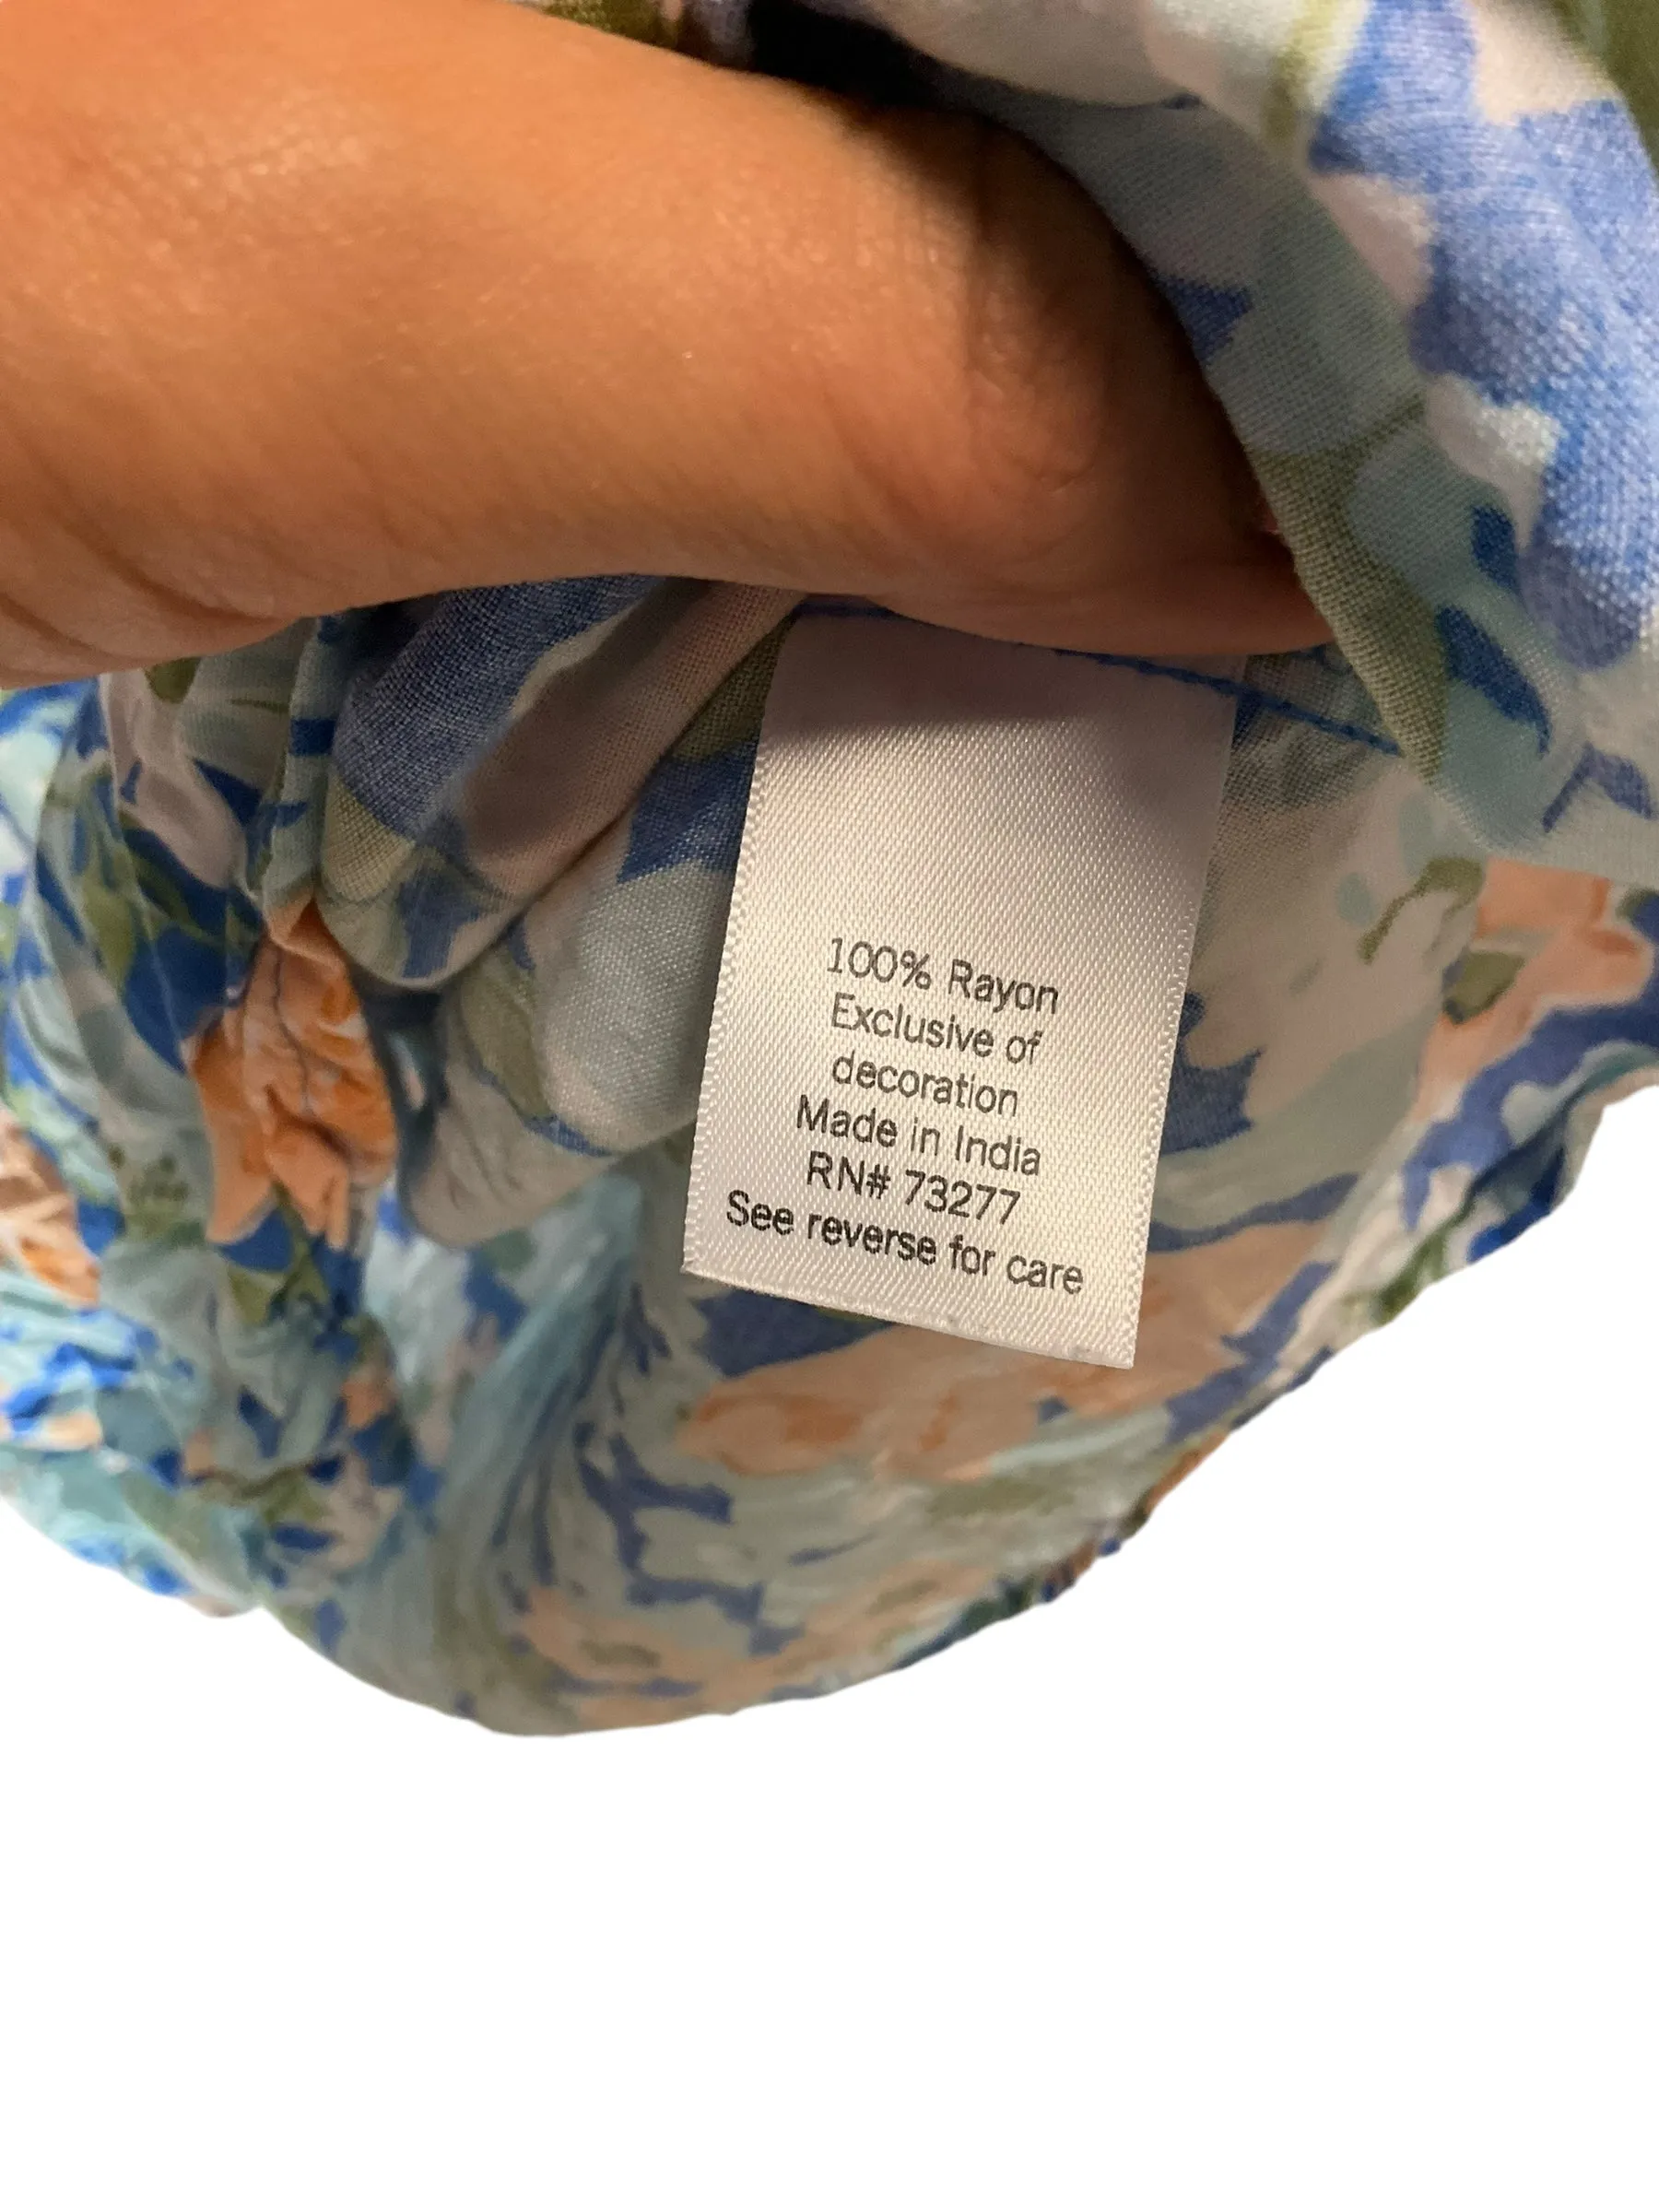 100% Rayon
Exclusive of
decoration
Made in India
RN# 73277
See reverse for care